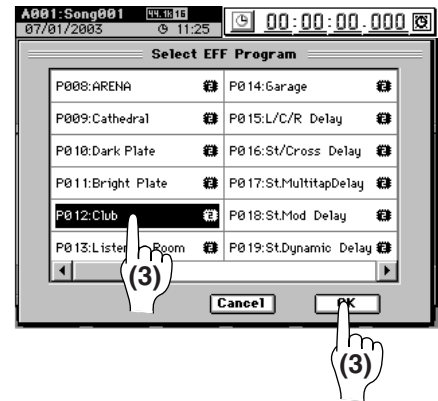 A001:Song001 44.1k 16
07/01/2003 11:25 00:00:00.000
Select EFF Program
P008:ARENA P014:Garage
P009:Cathedral P015:L/C/R Delay
P010:Dark Plate P016:St/Cross Delay
P011:Bright Plate P017:St.MultitapDelay
P012:Club P018:St.Mod Delay
P013:Listen Room P019:St.Dynamic Delay
(3)
Cancel OK
(3)